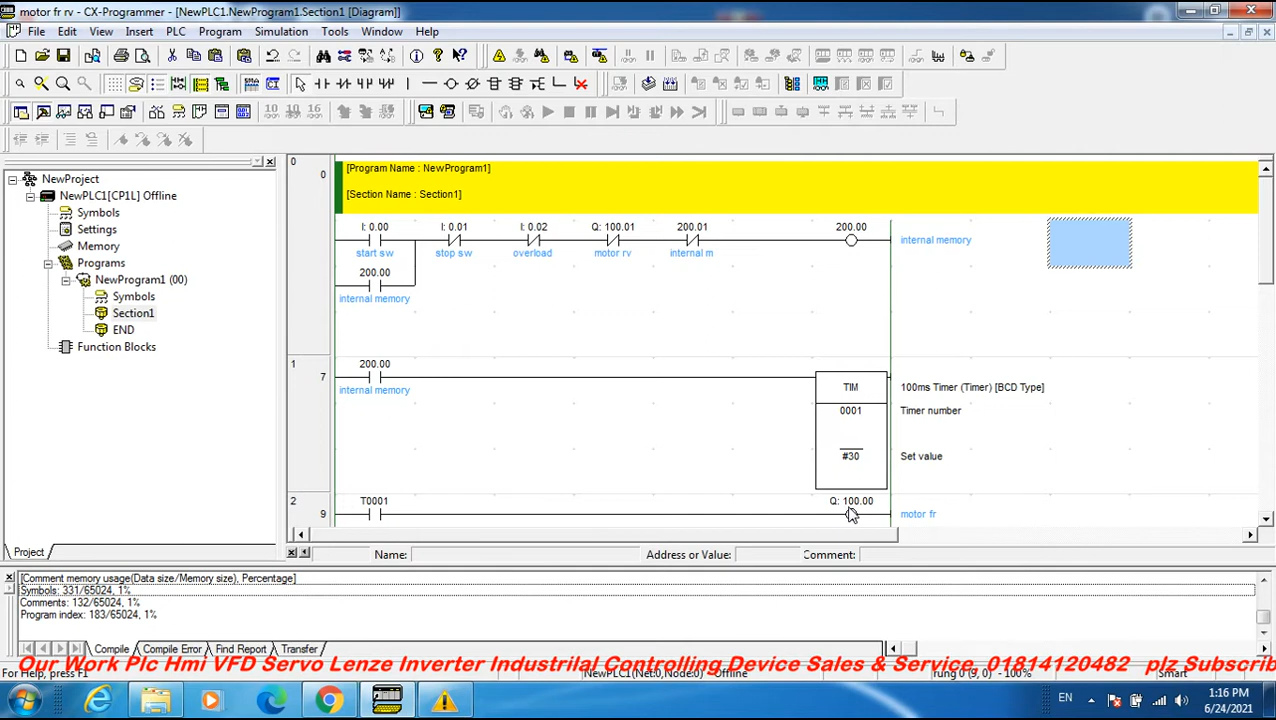 motor fr rv - CX-Programmer - [NewPLC1.NewProgram1.Section1 [Diagram]]
File Edit View Insert PLC Program Simulation Tools Window Help
10 10 16
NewProject
NewPLC1[CP1L] Offline
Symbols
Settings
Memory
Programs
NewProgram1 (00)
Symbols
Section1
END
Function Blocks
Project
0
0
[Program Name : NewProgram1]
[Section Name : Section1]
I: 0.00 I: 0.01 I: 0.02 Q: 100.01 200.01 200.00
internal memory
start sw stop sw overload motor rv internal m
200.00
internal memory
1
7
200.00
internal memory
TIM 100ms Timer (Timer) [BCD Type]
0001 Timer number
#30 Set value
2
9
T0001 Q: 100.00
motor fr
Name: Address or Value: Comment:
[Comment memory usage(Data size/Memory size), Percentage]
Symbols: 331/65024, 1%
Comments: 132/65024, 1%
Program index: 183/65024, 1%
Compile Compile Error Find Report Transfer
Our Work Plc Hmi VFD Servo Lenze Inverter Industrilal Controlling Device Sales & Service, 01814120482 plz Subscrib
For Help, press F1 NewPLC1(Net:0,Node:0) - Offline rung 0 (9, 0) - 100% Smart
EN 1:16 PM
6/24/2021